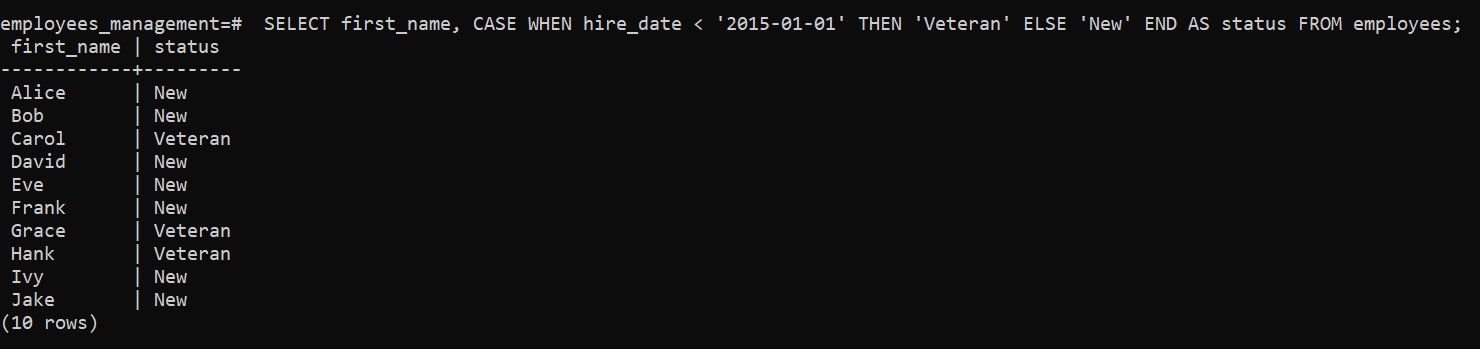 employees_management=#  SELECT first_name, CASE WHEN hire_date < '2015-01-01' THEN 'Veteran' ELSE 'New' END AS status FROM employees;
 first_name | status
------------+---------
 Alice      | New
 Bob        | New
 Carol      | Veteran
 David      | New
 Eve        | New
 Frank      | New
 Grace      | Veteran
 Hank       | Veteran
 Ivy        | New
 Jake       | New
(10 rows)